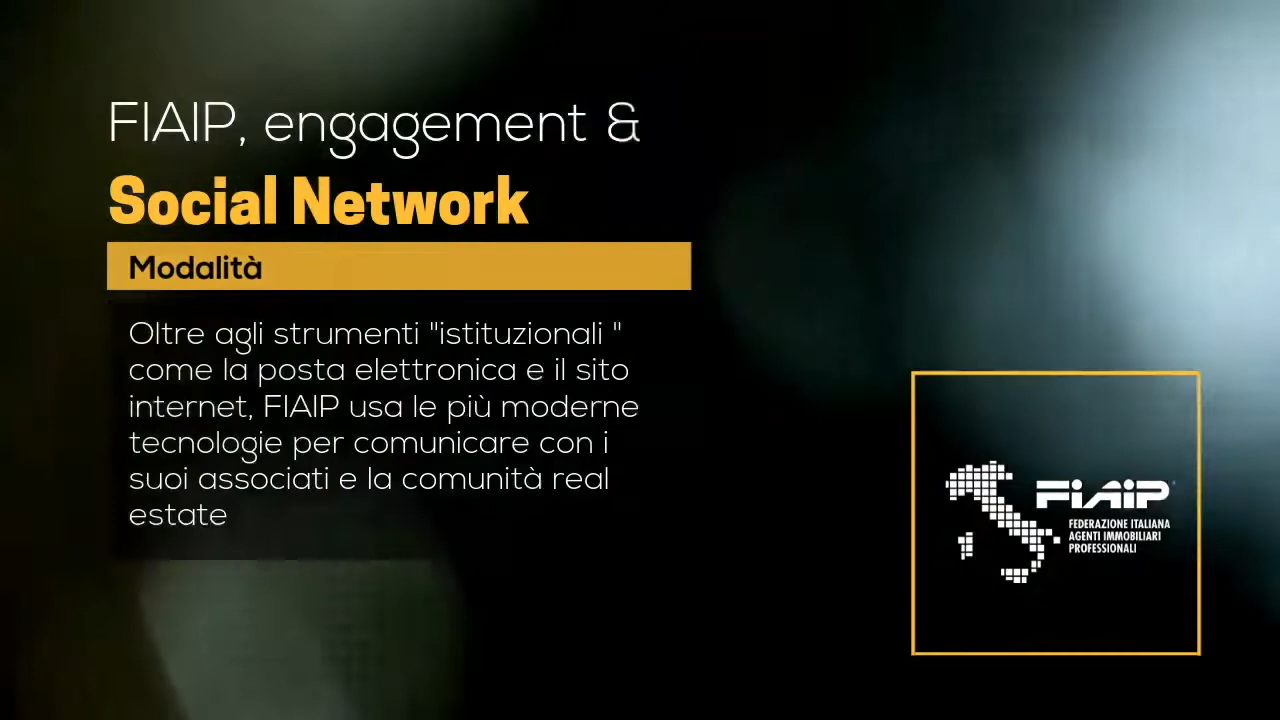 FIAIP, engagement &
Social Network
Modalità
Oltre agli strumenti "istituzionali "
come la posta elettronica e il sito
internet, FIAIP usa le più moderne
tecnologie per comunicare con i
suoi associati e la comunità real
estate
FIAIP
FEDERAZIONE ITALIANA
AGENTI IMMOBILIARI
PROFESSIONALI